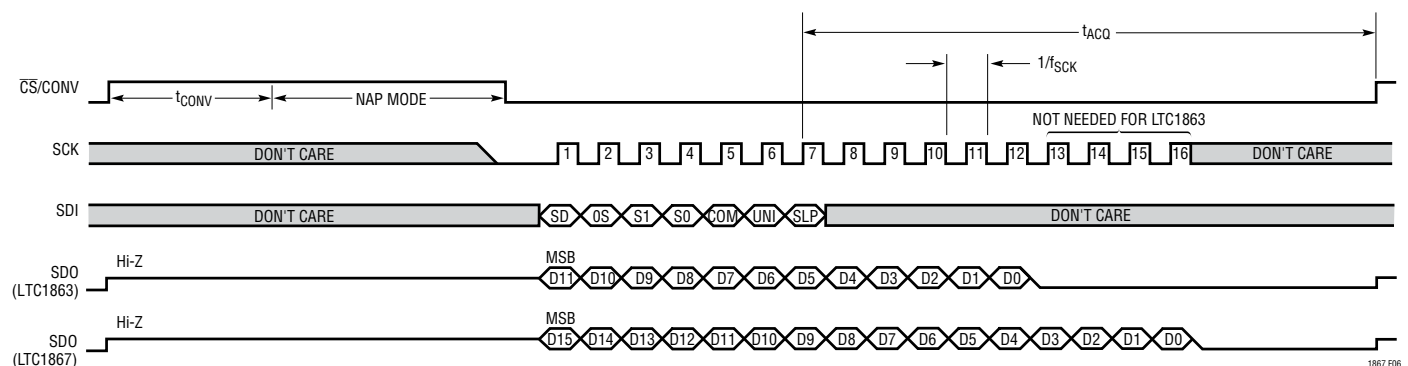 tACQ
1/fSCK
CS/CONV
tCONV
NAP MODE
NOT NEEDED FOR LTC1863
SCK
DON'T CARE
1 2 3 4 5 6 7 8 9 10 11 12 13 14 15 16
DON'T CARE
SDI
DON'T CARE
SD 0S S1 S0 COM UNI SLP
DON'T CARE
SDO
(LTC1863)
Hi-Z
MSB
D11 D10 D9 D8 D7 D6 D5 D4 D3 D2 D1 D0
SDO
(LTC1867)
Hi-Z
MSB
D15 D14 D13 D12 D11 D10 D9 D8 D7 D6 D5 D4 D3 D2 D1 D0
1867 F06